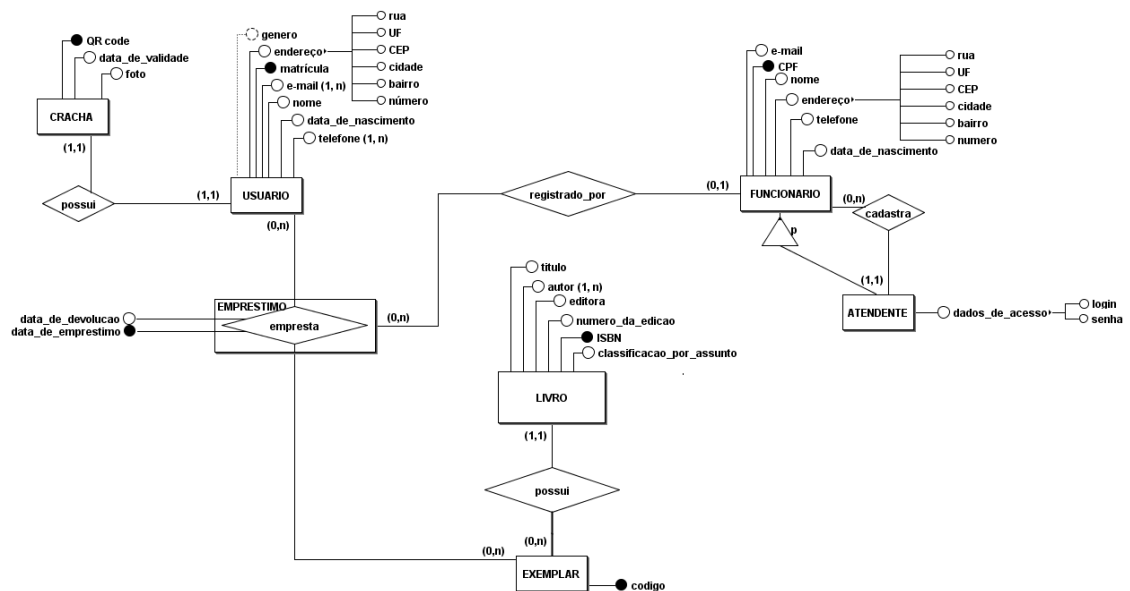 QR code
data_de_validade
foto
CRACHA
(1,1)
possui
(1,1)
genero
endereço
matrícula
e-mail (1, n)
nome
data_de_nascimento
telefone (1, n)
rua
UF
CEP
cidade
bairro
número
USUARIO
(0,n)
registrado_por
(0,1)
e-mail
CPF
nome
endereço
telefone
data_de_nascimento
rua
UF
CEP
cidade
bairro
numero
FUNCIONARIO
(0,n)
cadastra
p
(1,1)
ATENDENTE
dados_de_acesso
login
senha
EMPRESTIMO
empresta
data_de_devolucao
data_de_emprestimo
(0,n)
titulo
autor (1, n)
editora
numero_da_edicao
ISBN
classificacao_por_assunto
LIVRO
(1,1)
possui
(0,n)
(0,n)
EXEMPLAR
codigo